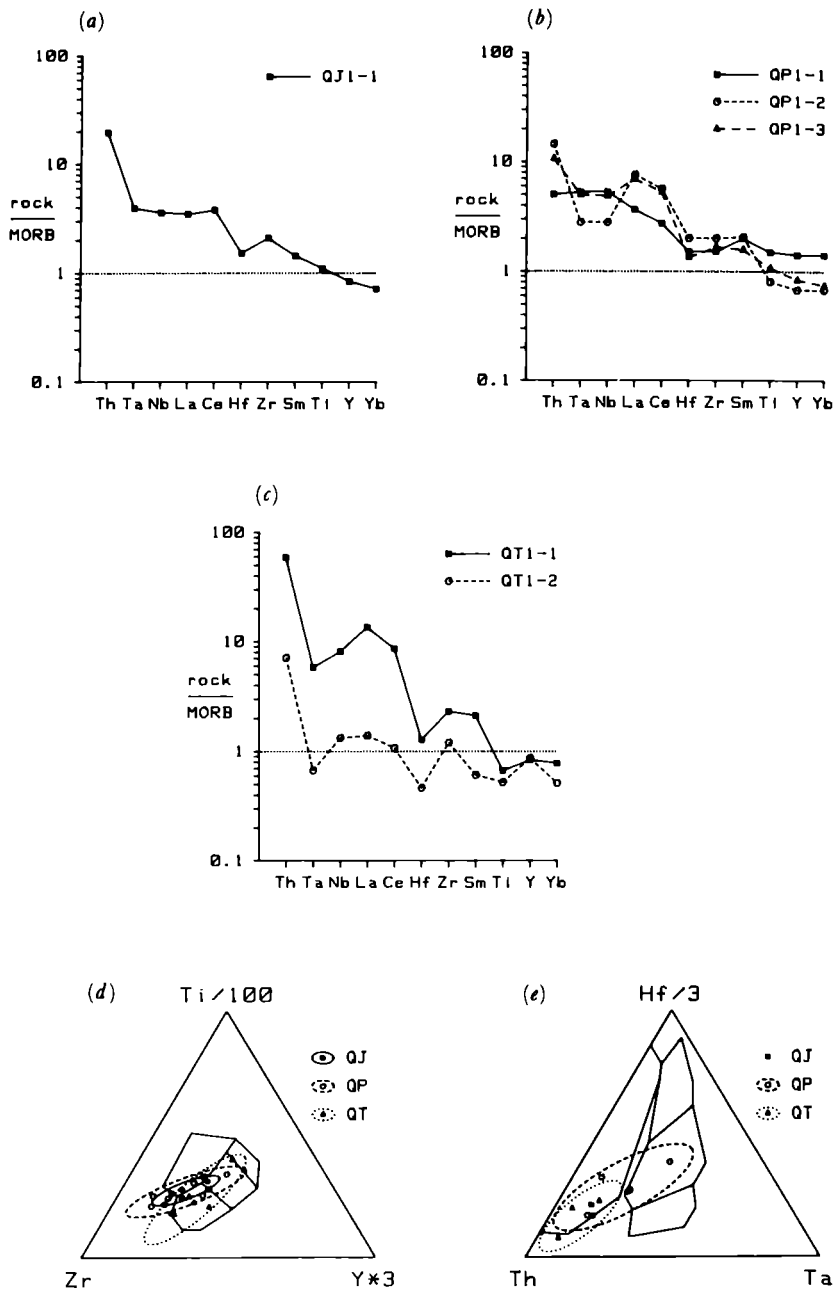 (a)
100
10
1
0.1
rock
MORB
QJ1-1
Th Ta Nb La Ce Hf Zr Sm Ti Y Yb
(b)
100
10
1
0.1
rock
MORB
QP1-1
QP1-2
QP1-3
Th Ta Nb La Ce Hf Zr Sm Ti Y Yb
(c)
100
10
1
0.1
rock
MORB
QT1-1
QT1-2
Th Ta Nb La Ce Hf Zr Sm Ti Y Yb
(d)
Ti/100
QJ
QP
QT
Zr
Y*3
(e)
Hf/3
QJ
QP
QT
Th
Ta